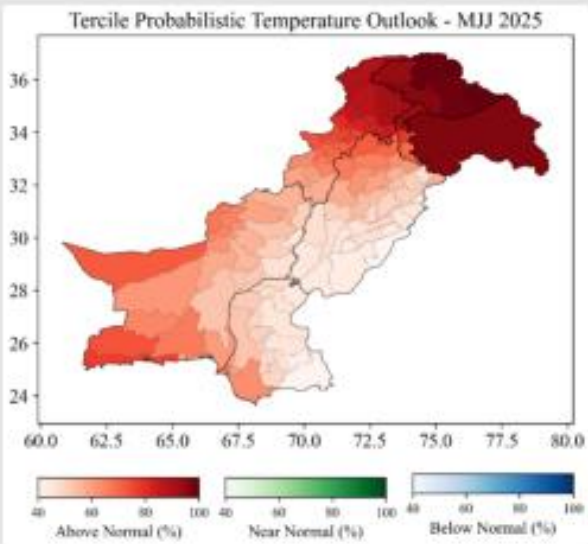 Tercile Probabilistic Temperature Outlook - MJJ 2025
36
34
32
30
28
26
24
60.0 62.5 65.0 67.5 70.0 72.5 75.0 77.5 80.0
40 60 80 100 40 60 80 100 40 60 80 100
Above Normal (%) Near Normal (%) Below Normal (%)